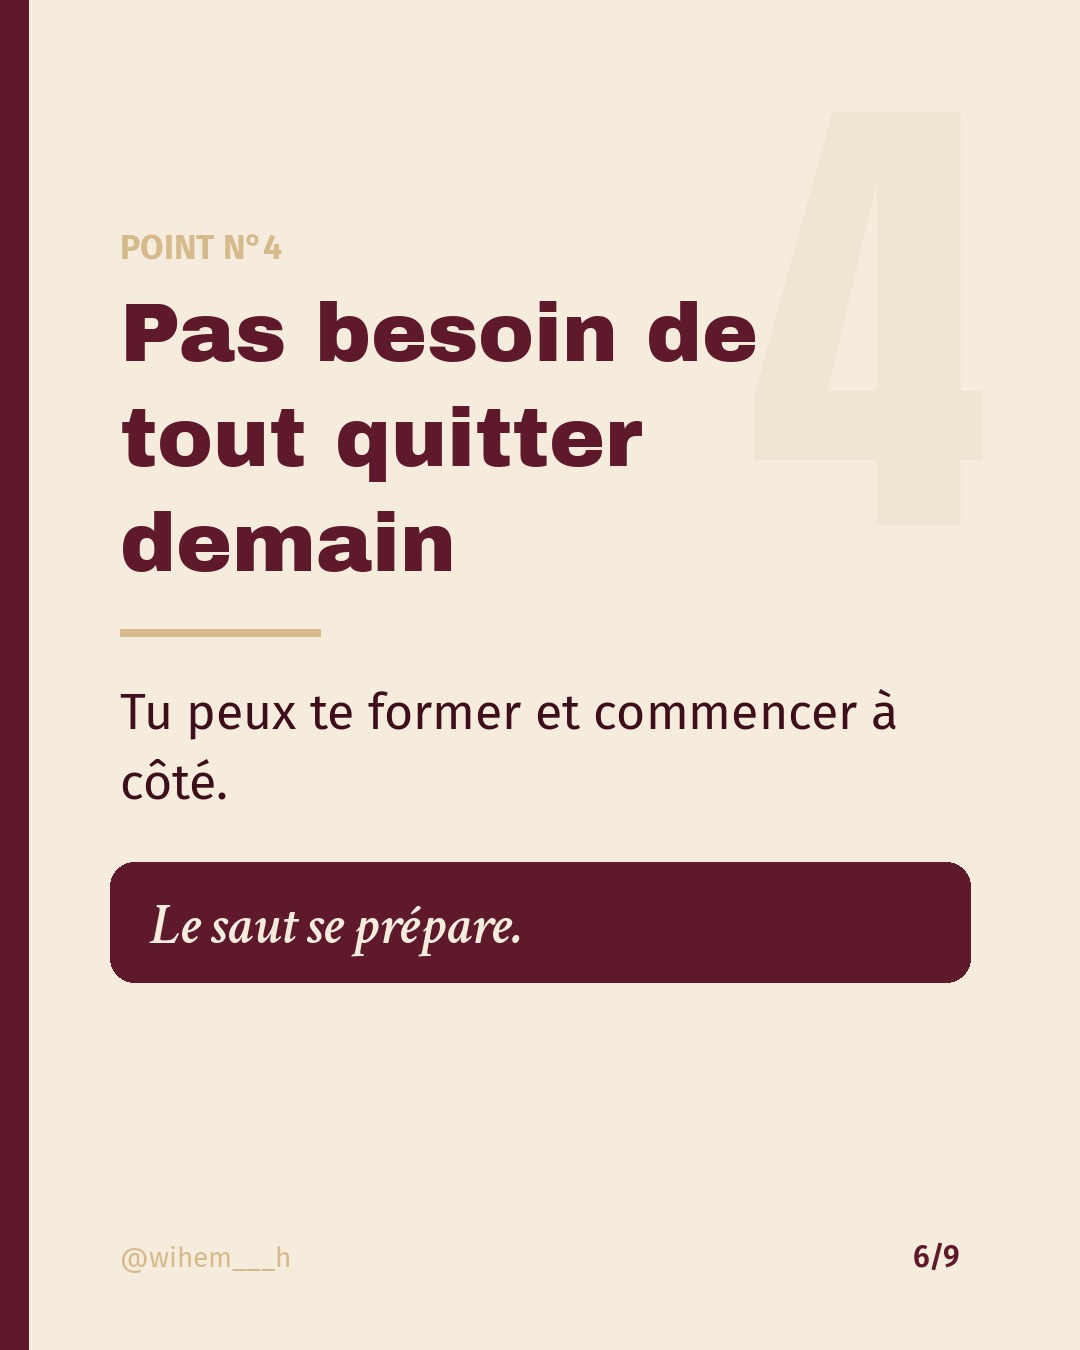 4
POINT N°4
Pas besoin de
tout quitter
demain
Tu peux te former et commencer à
côté.
Le saut se prépare.
@wihem___h
6/9